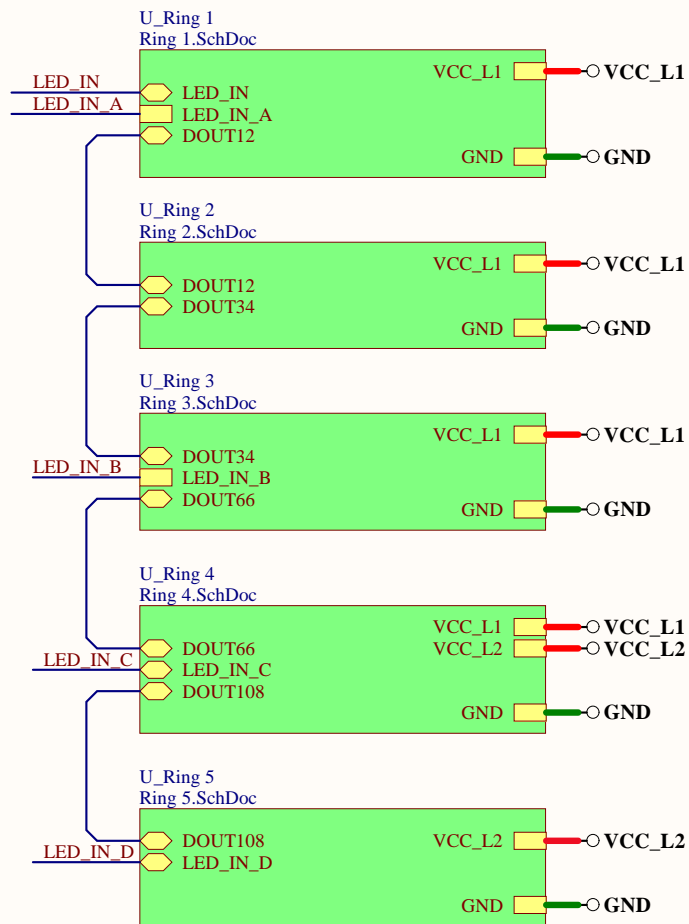 U_Ring 1
Ring 1.SchDoc
VCC_L1 VCC_L1
LED_IN LED_IN
LED_IN_A LED_IN_A
DOUT12
GND GND
U_Ring 2
Ring 2.SchDoc
VCC_L1 VCC_L1
DOUT12
DOUT34
GND GND
U_Ring 3
Ring 3.SchDoc
VCC_L1 VCC_L1
DOUT34
LED_IN_B LED_IN_B
DOUT66
GND GND
U_Ring 4
Ring 4.SchDoc
VCC_L1 VCC_L1
DOUT66 VCC_L2 VCC_L2
LED_IN_C LED_IN_C
DOUT108
GND GND
U_Ring 5
Ring 5.SchDoc
DOUT108 VCC_L2 VCC_L2
LED_IN_D LED_IN_D
GND GND